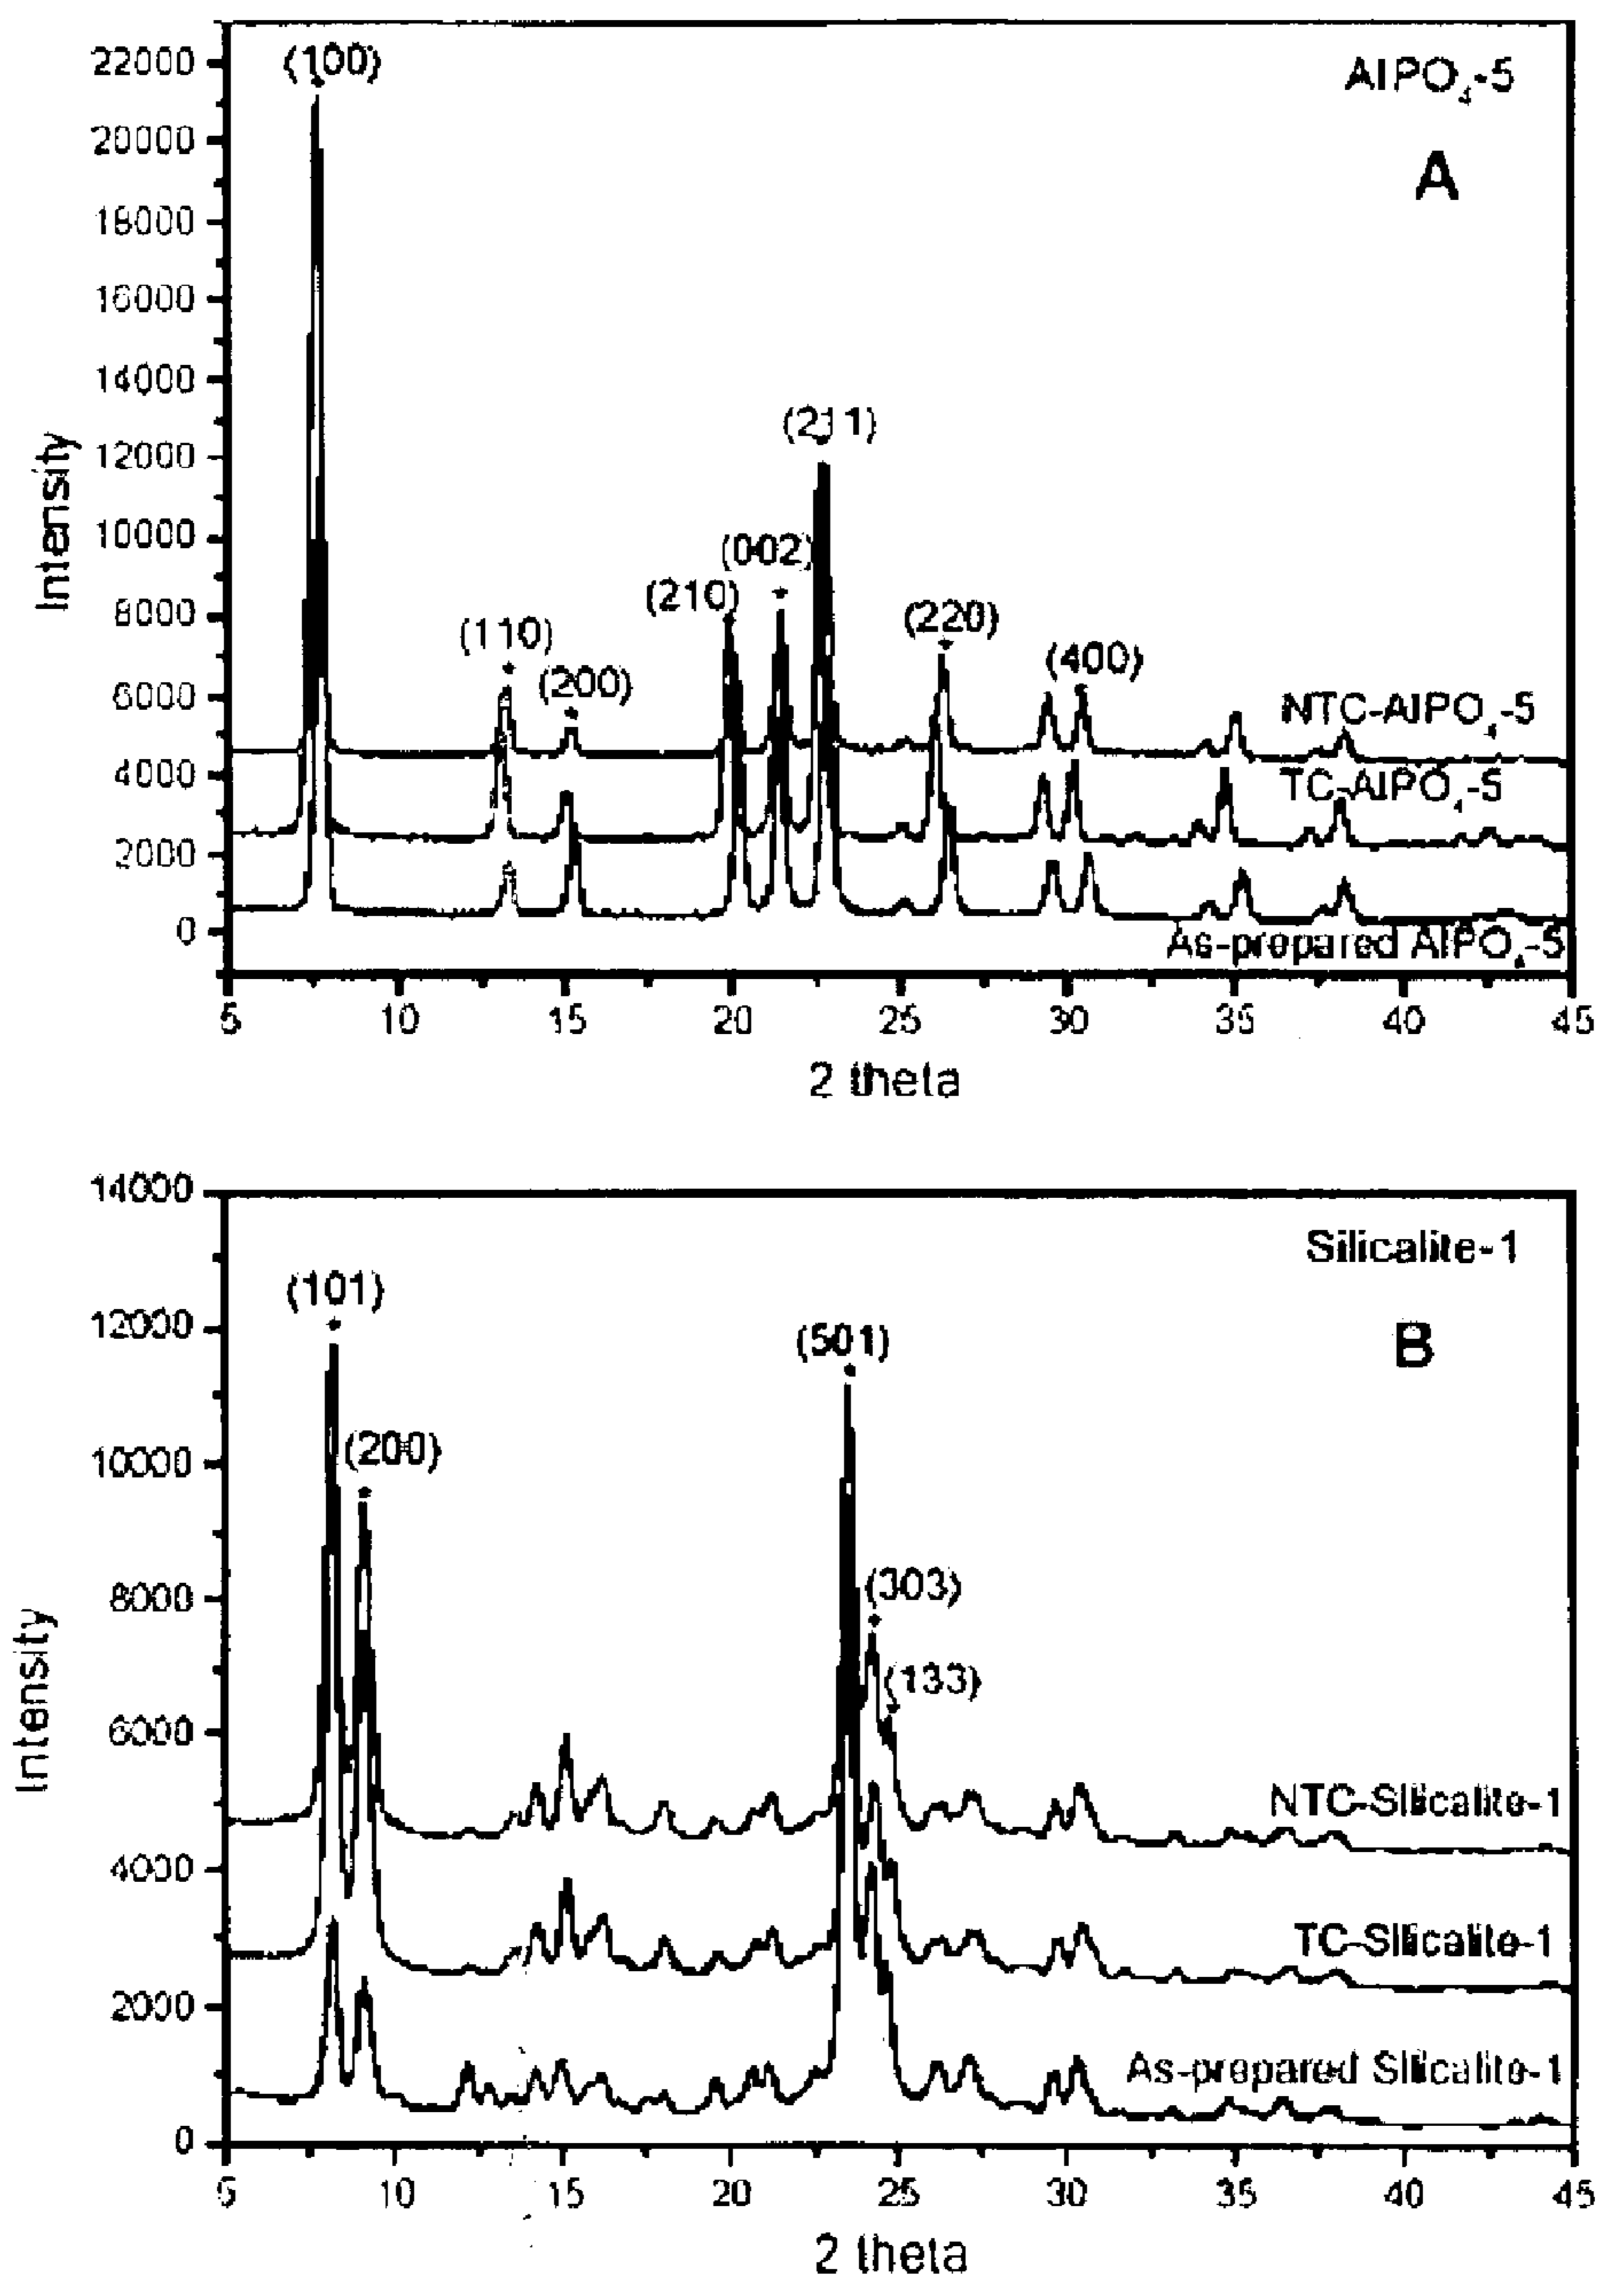 AlPO4-5
A
22000
20000
18000
16000
14000
12000
10000
8000
6000
4000
2000
0
Intensity
(100)
(110)
(200)
(210)
(002)
(211)
(220)
(400)
NTC-AlPO4-5
TC-AlPO4-5
As-prepared AlPO4-5
5 10 15 20 25 30 35 40 45
2 theta
Silicalite-1
B
14000
12000
10000
8000
6000
4000
2000
0
Intensity
(101)
(200)
(501)
(303)
(133)
NTC-Silicalite-1
TC-Silicalite-1
As-prepared Silicalite-1
5 10 15 20 25 30 35 40 45
2 theta